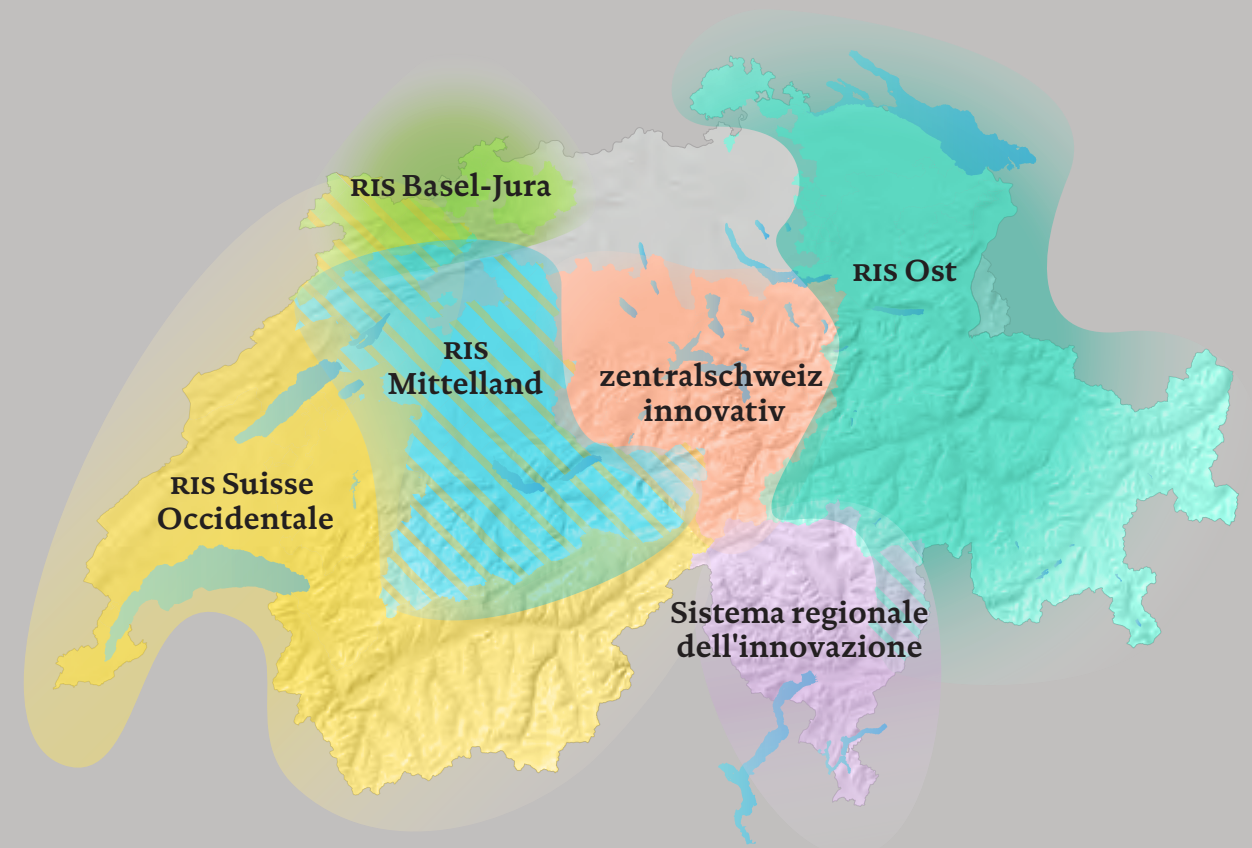 RIS Basel-Jura
RIS Ost
RIS
Mittelland
zentralschweiz
innovativ
RIS Suisse
Occidentale
Sistema regionale
dell'innovazione